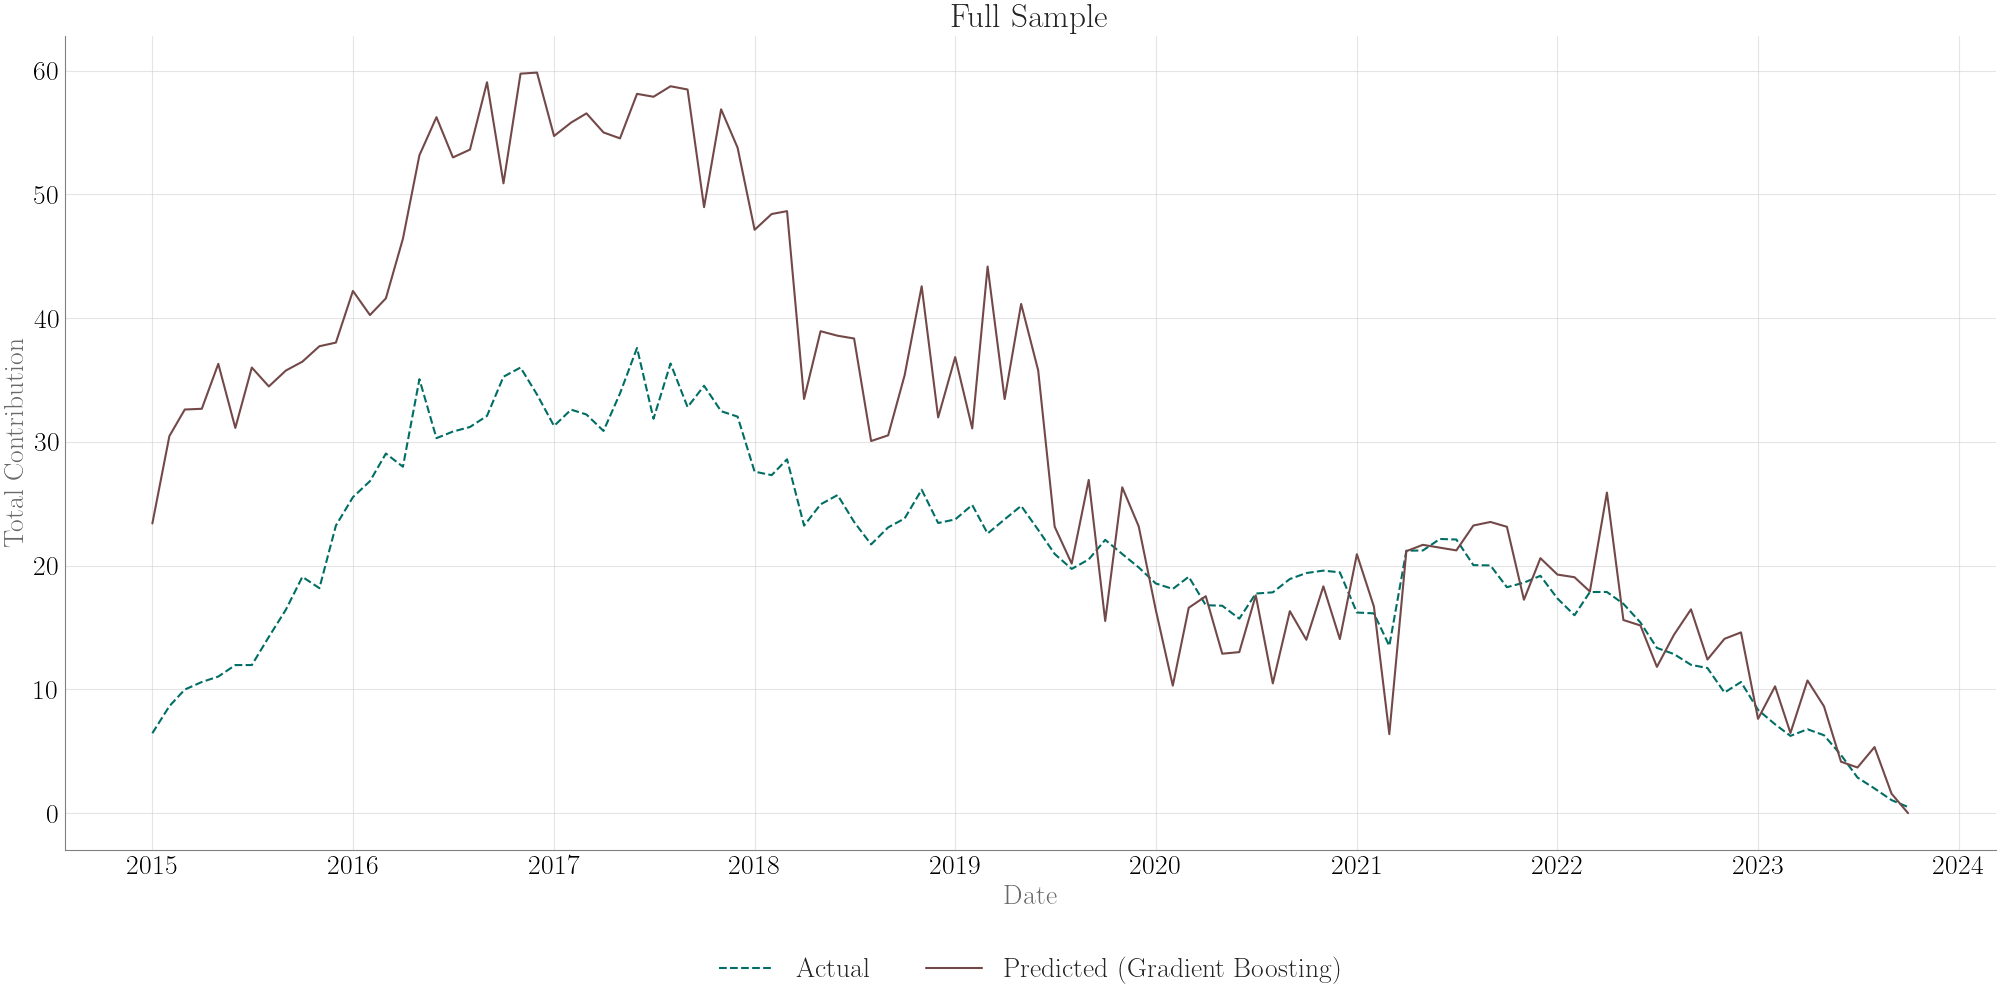 Full Sample
Total Contribution
60
50
40
30
20
10
0
2015 2016 2017 2018 2019 2020 2021 2022 2023 2024
Date
Actual Predicted (Gradient Boosting)